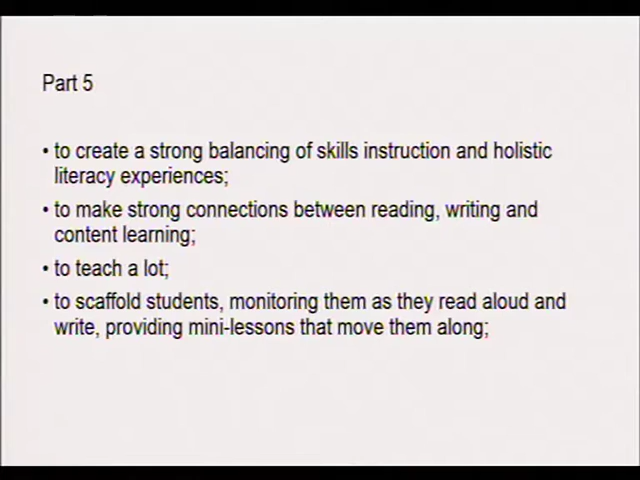 Part 5
• to create a strong balancing of skills instruction and holistic
literacy experiences;
• to make strong connections between reading, writing and
content learning;
• to teach a lot;
• to scaffold students, monitoring them as they read aloud and
write, providing mini-lessons that move them along;